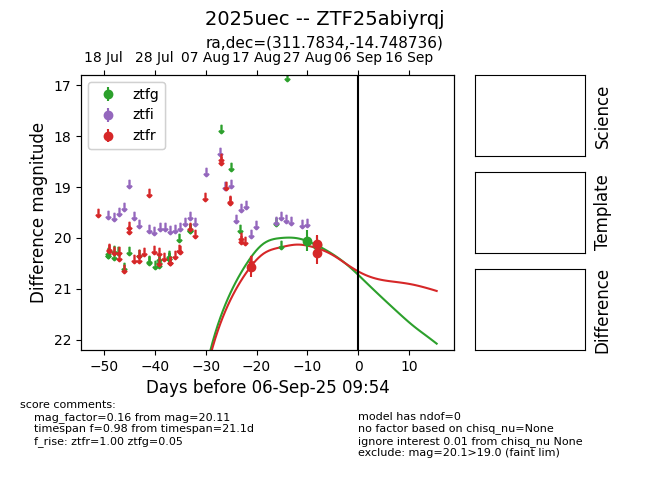 2025uec -- ZTF25abiyrqj
ra,dec=(311.7834,-14.748736)
18 Jul 28 Jul 07 Aug 17 Aug 27 Aug 06 Sep 16 Sep
ztfg
ztfi
ztfr
17
18
19
20
21
22
Difference magnitude
−50 −40 −30 −20 −10 0 10
Days before 06-Sep-25 09:54
Science
Template
Difference
score comments:
mag_factor=0.16 from mag=20.11
timespan f=0.98 from timespan=21.1d
f_rise: ztfr=1.00 ztfg=0.05
model has ndof=0
no factor based on chisq_nu=None
ignore interest 0.01 from chisq_nu None
exclude: mag=20.1>19.0 (faint lim)